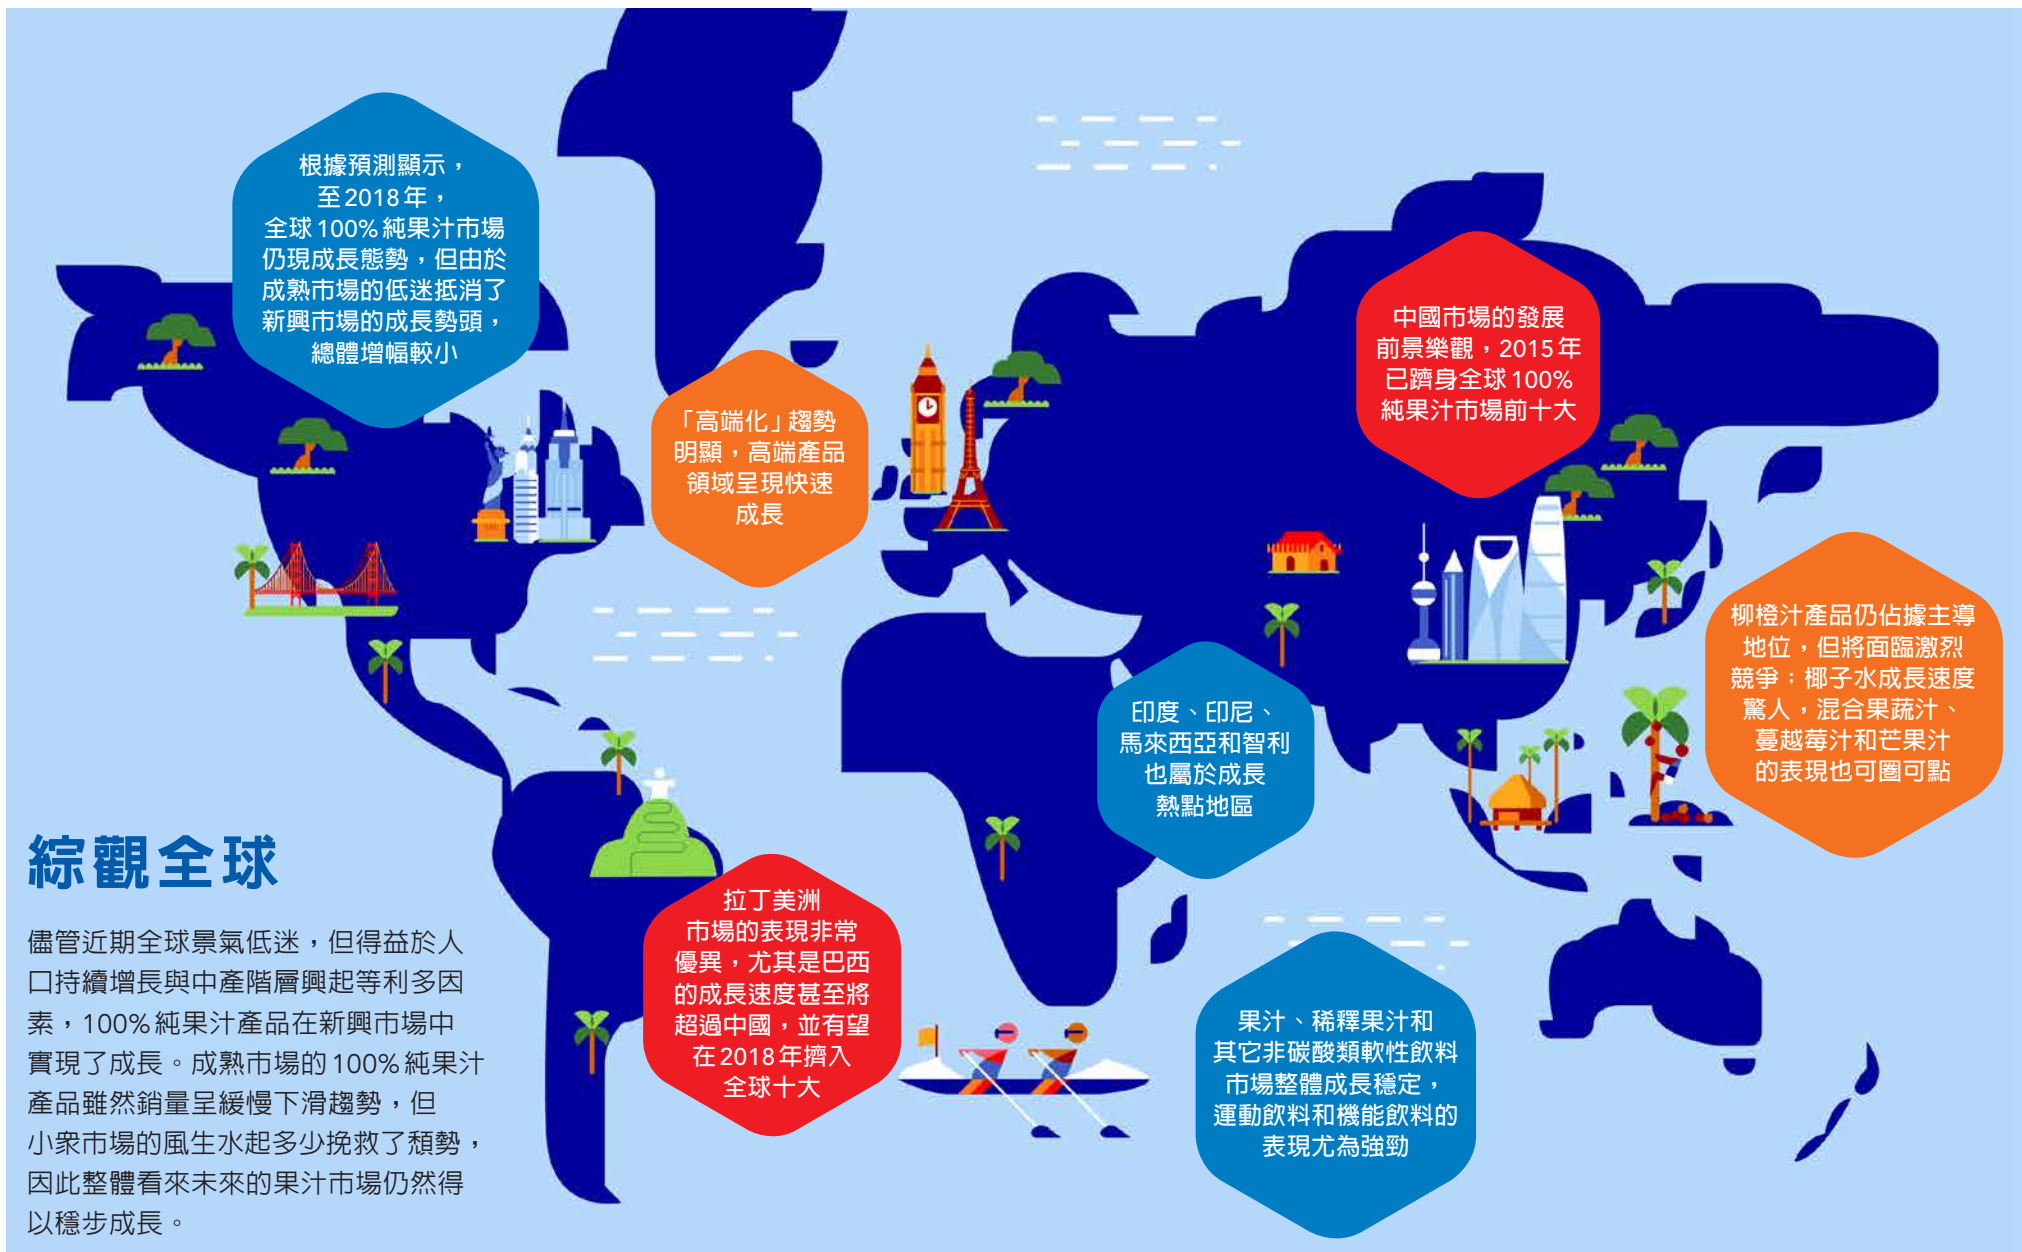 根據預測顯示，
至2018年，
全球100%純果汁市場
仍現成長態勢，但由於
成熟市場的低迷抵消了
新興市場的成長勢頭，
總體增幅較小
「高端化」趨勢
明顯，高端產品
領域呈現快速
成長
中國市場的發展
前景樂觀，2015年
已躋身全球100%
純果汁市場前十大
柳橙汁產品仍佔據主導
地位，但將面臨激烈
競爭；椰子水成長速度
驚人，混合果蔬汁、
蔓越莓汁和芒果汁
的表現也可圈可點
印度、印尼、
馬來西亞和智利
也屬於成長
熱點地區
拉丁美洲
市場的表現非常
優異，尤其是巴西
的成長速度甚至將
超過中國，並有望
在2018年擠入
全球十大
果汁、稀釋果汁和
其它非碳酸類軟性飲料
市場整體成長穩定，
運動飲料和機能飲料的
表現尤為強勁
綜觀全球
儘管近期全球景氣低迷，但得益於人
口持續增長與中產階層興起等利多因
素，100%純果汁產品在新興市場中
實現了成長。成熟市場的100%純果汁
產品雖然銷量呈緩慢下滑趨勢，但
小眾市場的風生水起多少挽救了頹勢，
因此整體看來未來的果汁市場仍然得
以穩步成長。